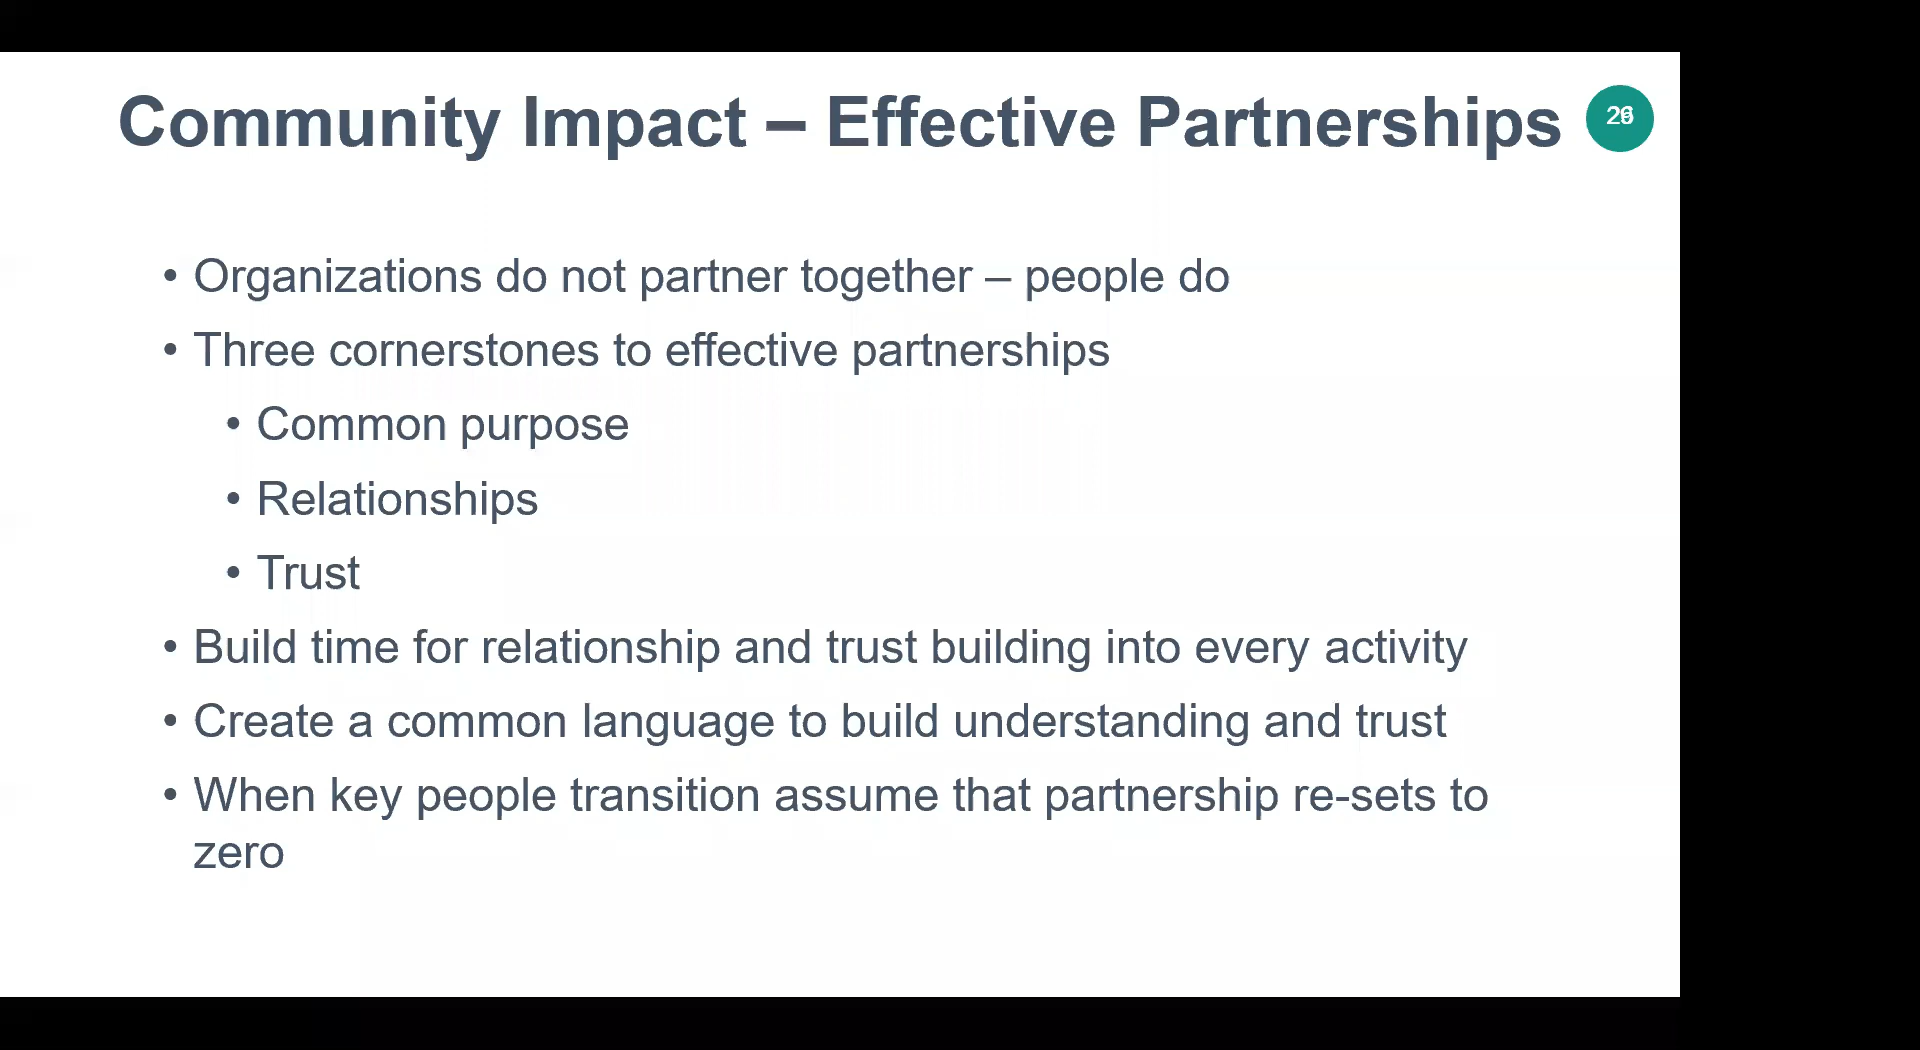 Community Impact – Effective Partnerships
• Organizations do not partner together – people do
• Three cornerstones to effective partnerships
• Common purpose
• Relationships
• Trust
• Build time for relationship and trust building into every activity
• Create a common language to build understanding and trust
• When key people transition assume that partnership re-sets to
zero